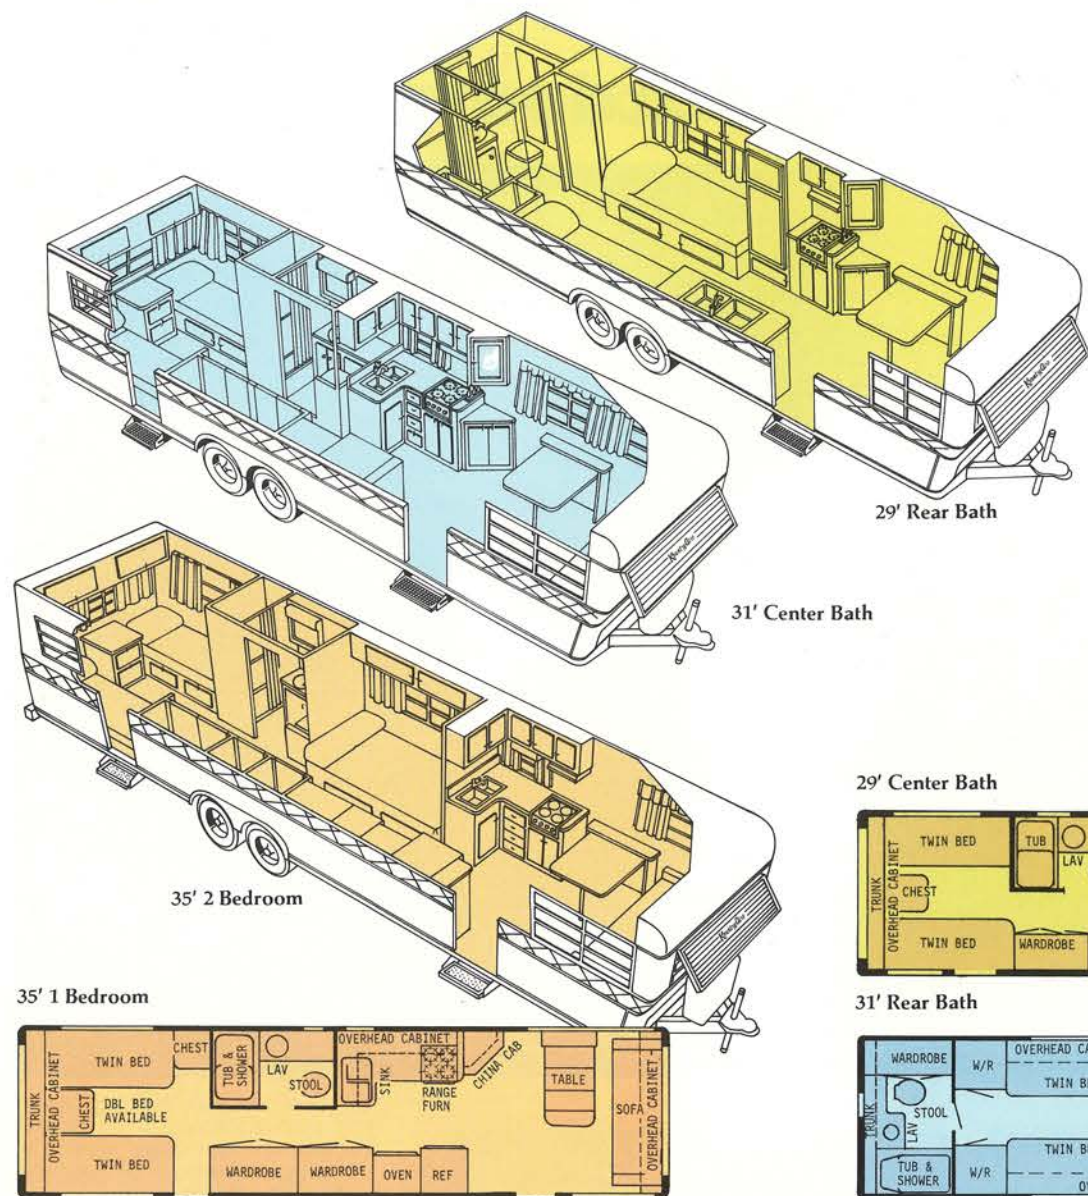 29' Rear Bath
31' Center Bath
35' 2 Bedroom
29' Center Bath
TRUNK
OVERHEAD CABINET
TWIN BED
CHEST
TWIN BED
TUB
LAV
WARDROBE
35' 1 Bedroom
TRUNK
OVERHEAD CABINET
TWIN BED
CHEST
DBL BED
AVAILABLE
TWIN BED
CHEST
TUB &
SHOWER
LAV
STOOL
OVERHEAD CABINET
SINK
RANGE
FURN
CHINA CAB
TABLE
SOFA
OVERHEAD CABINET
WARDROBE
WARDROBE
OVEN
REF
31' Rear Bath
TRUNK
WARDROBE
STOOL
LAV
TUB &
SHOWER
W/R
W/R
OVERHEAD CA
TWIN B
TWIN B